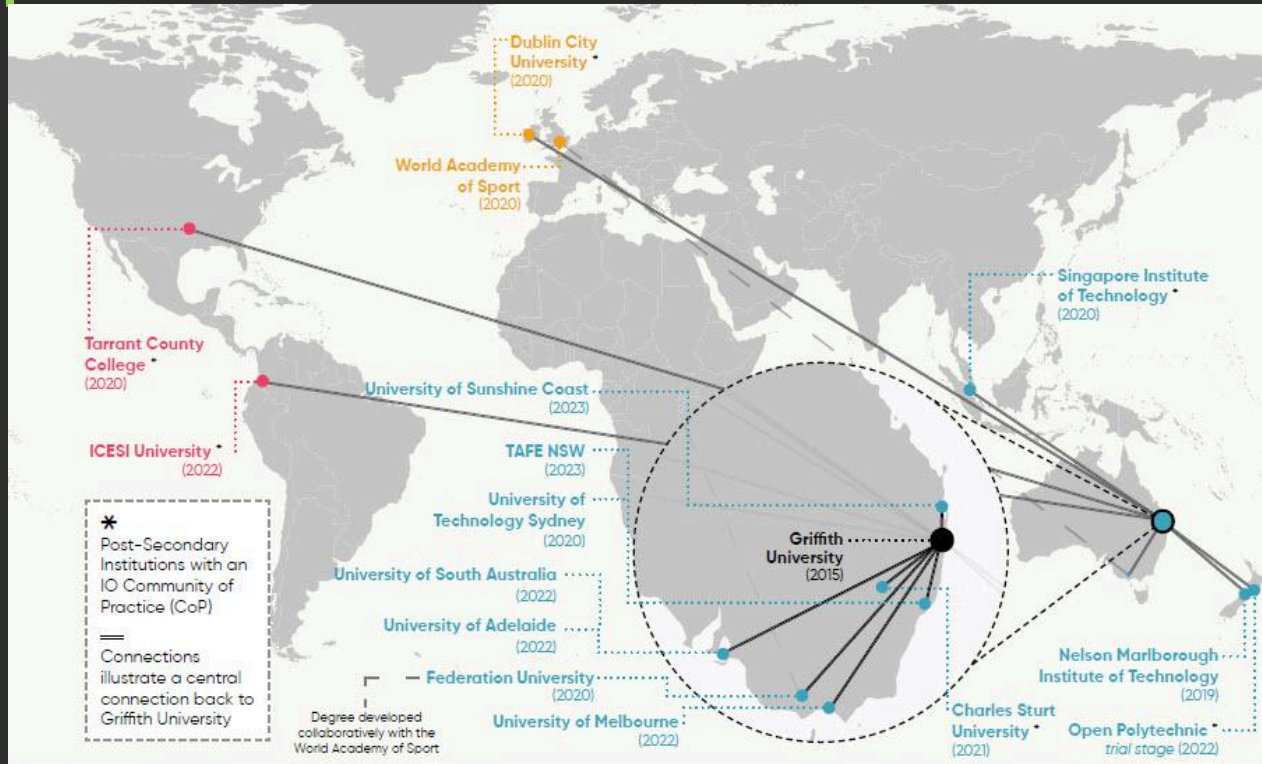 Dublin City
University *
(2020)
World Academy
of Sport
(2020)
Singapore Institute
of Technology *
(2020)
Tarrant County
College *
(2020)
University of Sunshine Coast
(2023)
ICESI University *
(2022)
TAFE NSW
(2023)
University of
Technology Sydney
(2020)
Griffith
University
(2015)
University of South Australia
(2022)
University of Adelaide
(2022)
Federation University
(2020)
University of Melbourne
(2022)
Nelson Marlborough
Institute of Technology
(2019)
Charles Sturt
University *
(2021)
Open Polytechnic *
trial stage (2022)
*
Post-Secondary
Institutions with an
IO Community of
Practice (CoP)
Connections
illustrate a central
connection back to
Griffith University
Degree developed
collaboratively with the
World Academy of Sport